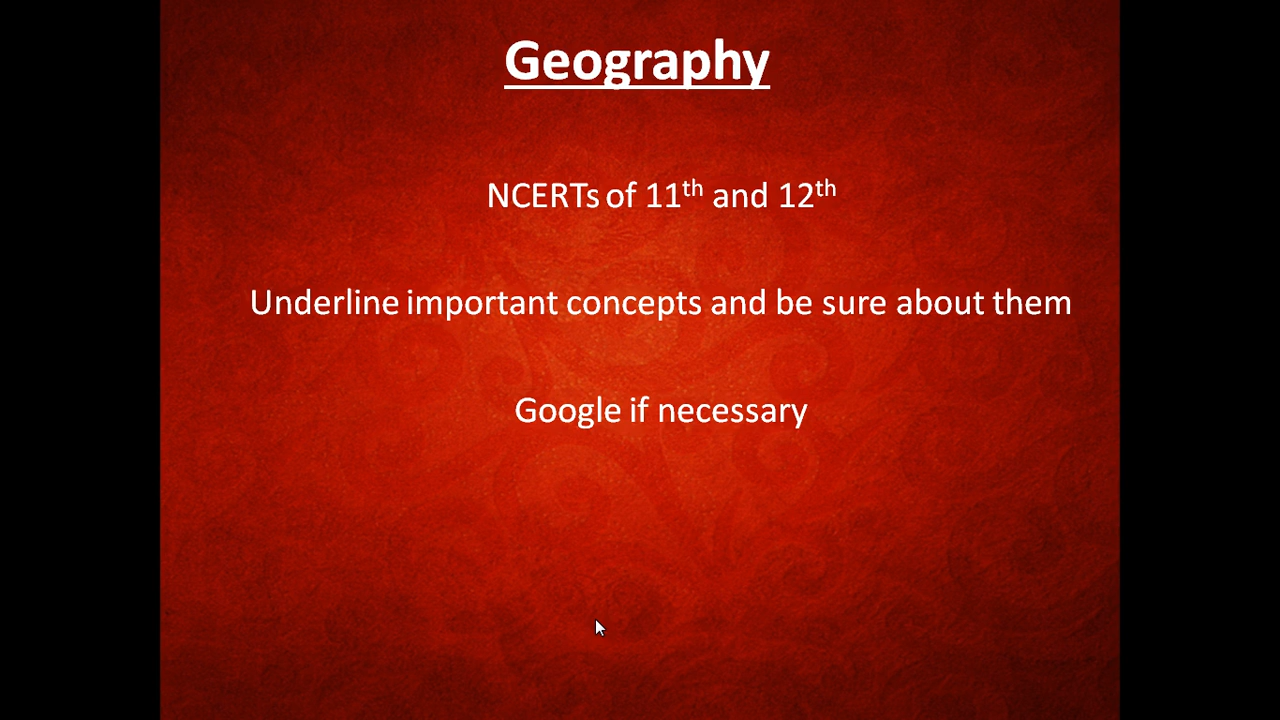 Geography
NCERTs of 11th and 12th
Underline important concepts and be sure about them
Google if necessary